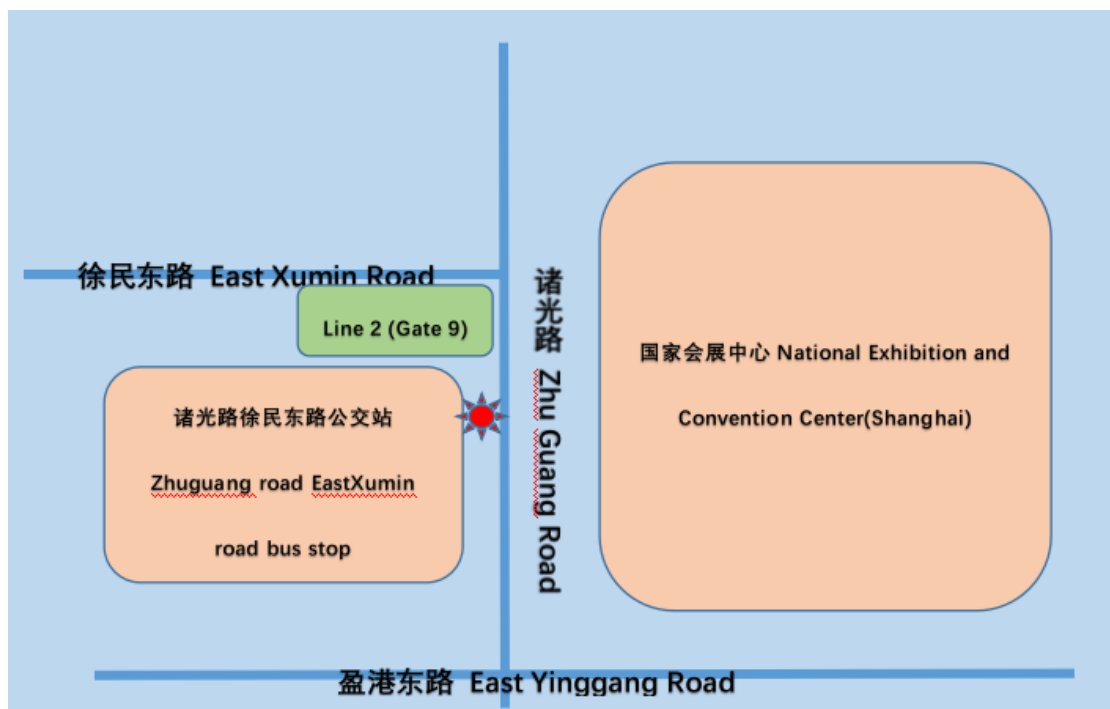 徐民东路 East Xumin Road
Line 2 (Gate 9)
诸光路徐民东路公交站
Zhuguang road EastXumin
road bus stop
诸光路 Zhu Guang Road
国家会展中心 National Exhibition and
Convention Center(Shanghai)
盈港东路 East Yinggang Road